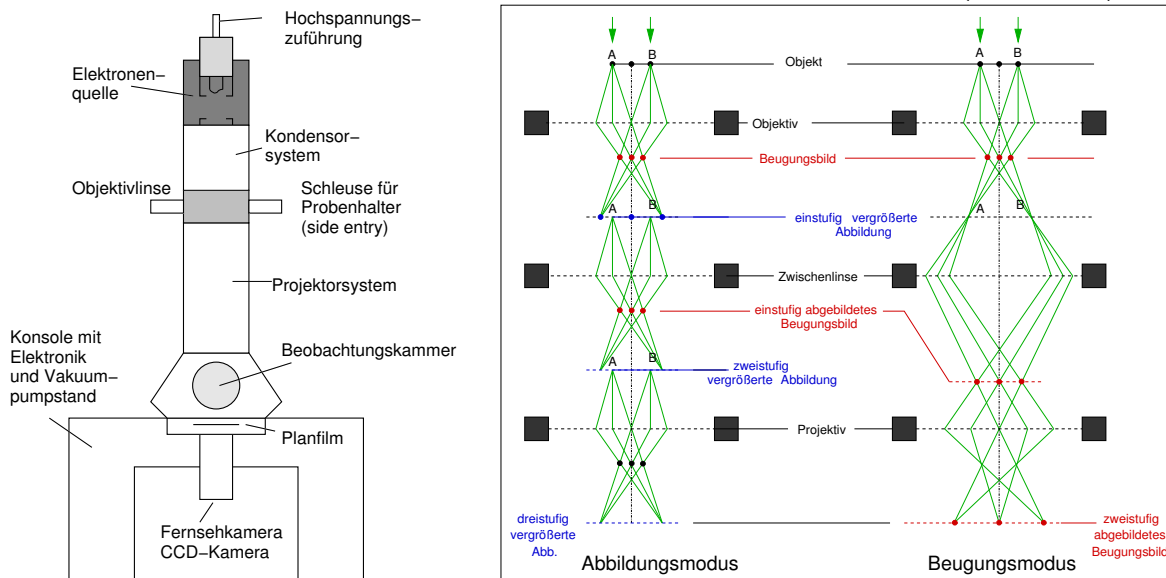 Hochspannungs-
zuführung
Elektronen-
quelle
Kondensor-
system
Objektivlinse
Schleuse für
Probenhalter
(side entry)
Projektorsystem
Konsole mit
Elektronik
und Vakuum-
pumpstand
Beobachtungskammer
Planfilm
Fernsehkamera
CCD-Kamera
A B
Objekt
A B
Objektiv
Beugungsbild
A B
einstufig vergrößerte
Abbildung
A B
Zwischenlinse
einstufig abgebildetes
Beugungsbild
A B
zweistufig
vergrößerte Abbildung
Projektiv
dreistufig
vergrößerte
Abb.
zweistufig
abgebildetes
Beugungsbild
Abbildungsmodus
Beugungsmodus